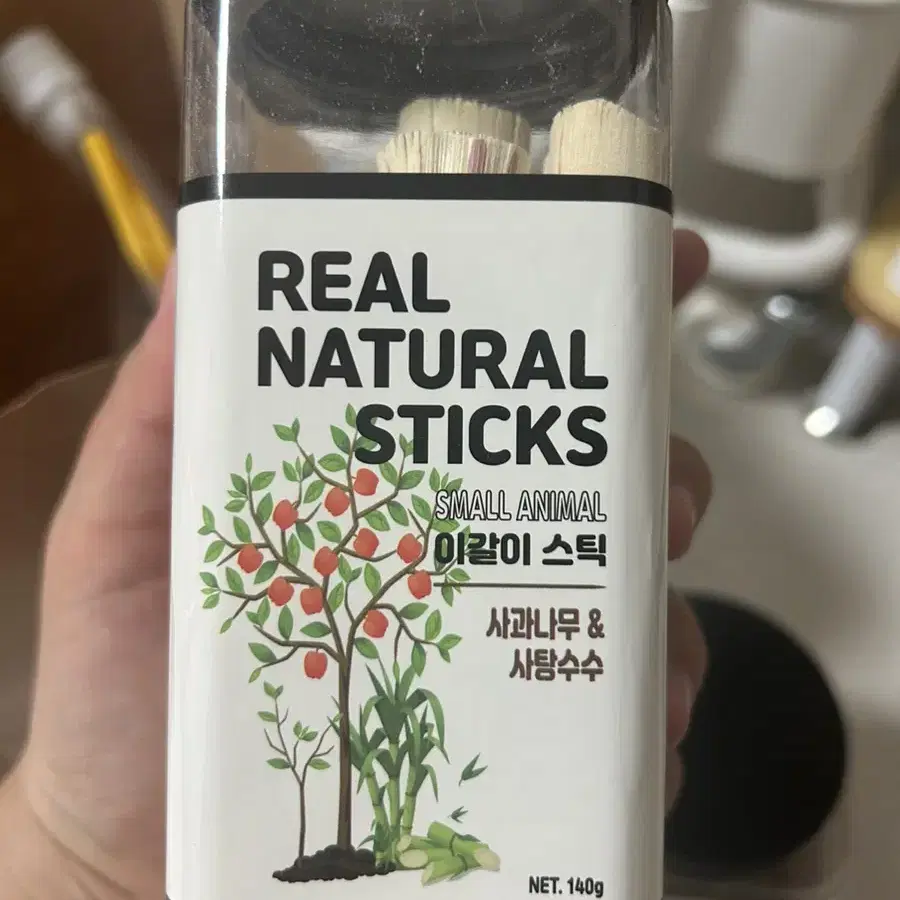 REAL
NATURAL
STICKS
SMALL ANIMAL
이갈이 스틱
사과나무 &
사탕수수
NET. 140g